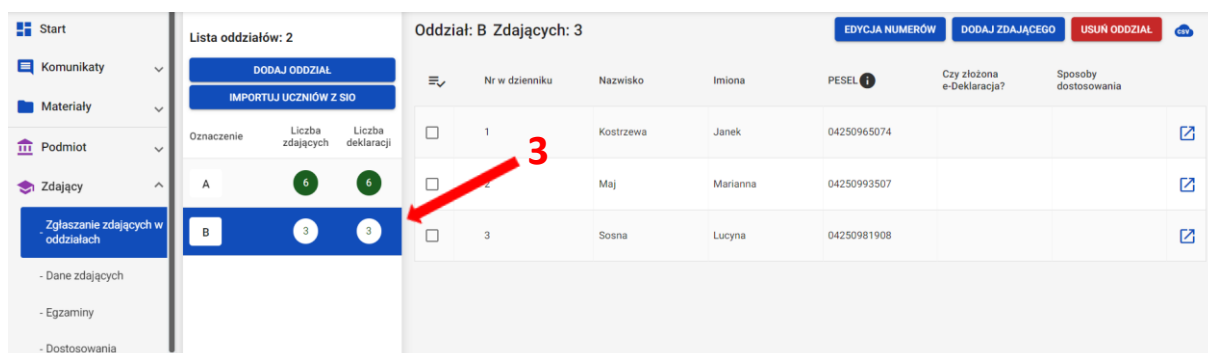 Start
Komunikaty
Materiały
Podmiot
Zdający
- Zgłaszanie zdających w
oddziałach
- Dane zdających
- Egzaminy
- Dostosowania
Lista oddziałów: 2
DODAJ ODDZIAŁ
IMPORTUJ UCZNIÓW Z SIO
Oznaczenie Liczba zdających Liczba deklaracji
A 6 6
B 3 3
Oddział: B Zdających: 3
EDYCJA NUMERÓW DODAJ ZDAJĄCEGO USUŃ ODDZIAŁ CSV
Nr w dzienniku Nazwisko Imiona PESEL i Czy złożona e-Deklaracja? Sposoby dostosowania
1 Kostrzewa Janek 04250965074
3
2 Maj Marianna 04250993507
3 Sosna Lucyna 04250981908